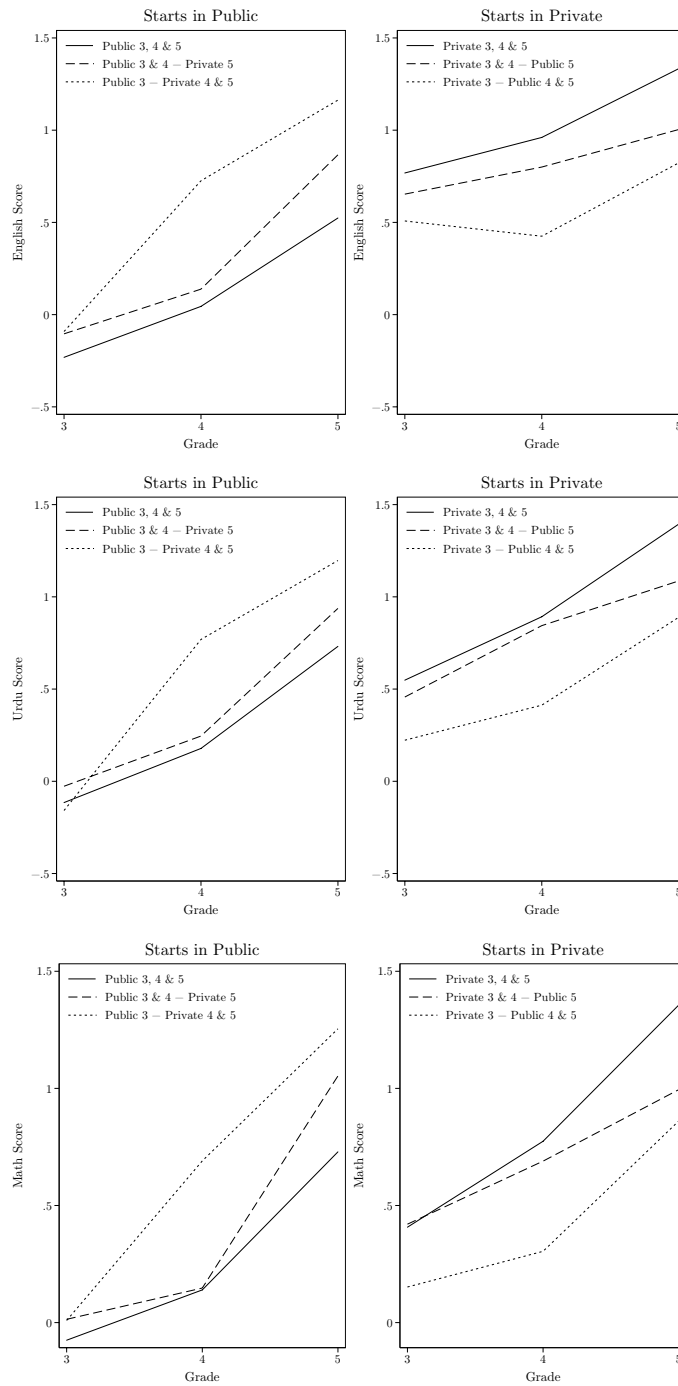 Starts in Public
1.5
1
.5
0
−.5
English Score
3
4
5
Grade
Public 3, 4 & 5
Public 3 & 4 − Private 5
Public 3 − Private 4 & 5
Starts in Private
1.5
1
.5
0
−.5
English Score
3
4
5
Grade
Private 3, 4 & 5
Private 3 & 4 − Public 5
Private 3 − Public 4 & 5
Starts in Public
1.5
1
.5
0
−.5
Urdu Score
3
4
5
Grade
Public 3, 4 & 5
Public 3 & 4 − Private 5
Public 3 − Private 4 & 5
Starts in Private
1.5
1
.5
0
−.5
Urdu Score
3
4
5
Grade
Private 3, 4 & 5
Private 3 & 4 − Public 5
Private 3 − Public 4 & 5
Starts in Public
1.5
1
.5
0
Math Score
3
4
5
Grade
Public 3, 4 & 5
Public 3 & 4 − Private 5
Public 3 − Private 4 & 5
Starts in Private
1.5
1
.5
0
Math Score
3
4
5
Grade
Private 3, 4 & 5
Private 3 & 4 − Public 5
Private 3 − Public 4 & 5